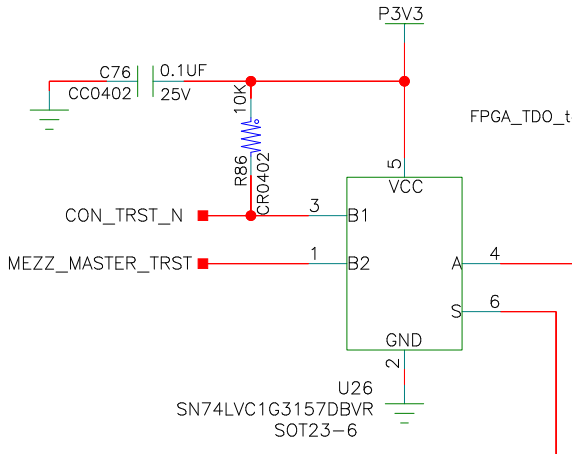 P3V3
C76 0.1UF
CC0402 25V
10K
R86
CR0402
FPGA_TDO_t
5
VCC
CON_TRST_N 3 B1
MEZZ_MASTER_TRST 1 B2
A 4
S 6
GND
2
U26
SN74LVC1G3157DBVR
SOT23-6